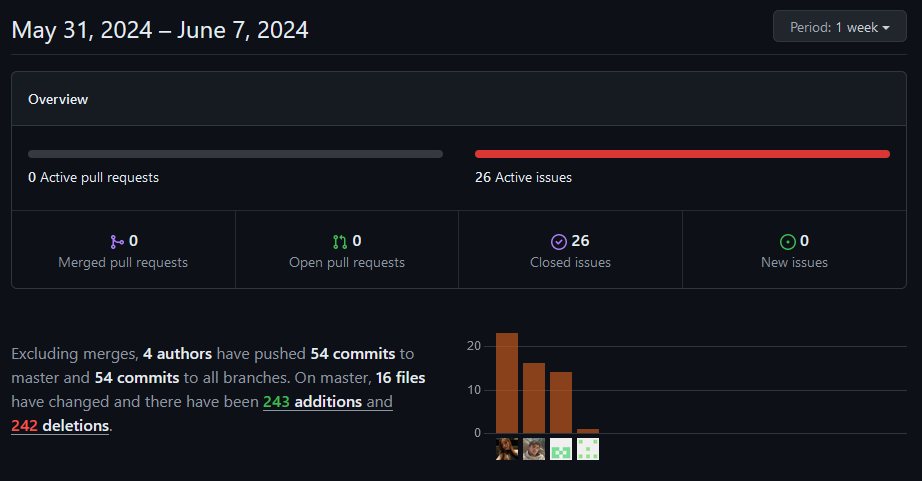 May 31, 2024 – June 7, 2024
Period: 1 week
Overview
0 Active pull requests
26 Active issues
0
Merged pull requests
0
Open pull requests
26
Closed issues
0
New issues
Excluding merges, 4 authors have pushed 54 commits to
master and 54 commits to all branches. On master, 16 files
have changed and there have been 243 additions and
242 deletions.
20
10
0